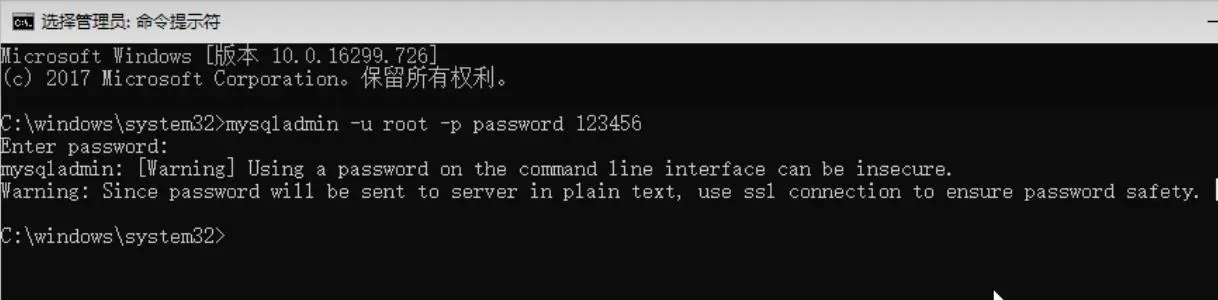 选择管理员: 命令提示符
Microsoft Windows [版本 10.0.16299.726]
(c) 2017 Microsoft Corporation。保留所有权利。
C:\windows\system32>mysqladmin -u root -p password 123456
Enter password:
mysqladmin: [Warning] Using a password on the command line interface can be insecure.
Warning: Since password will be sent to server in plain text, use ssl connection to ensure password safety.
C:\windows\system32>